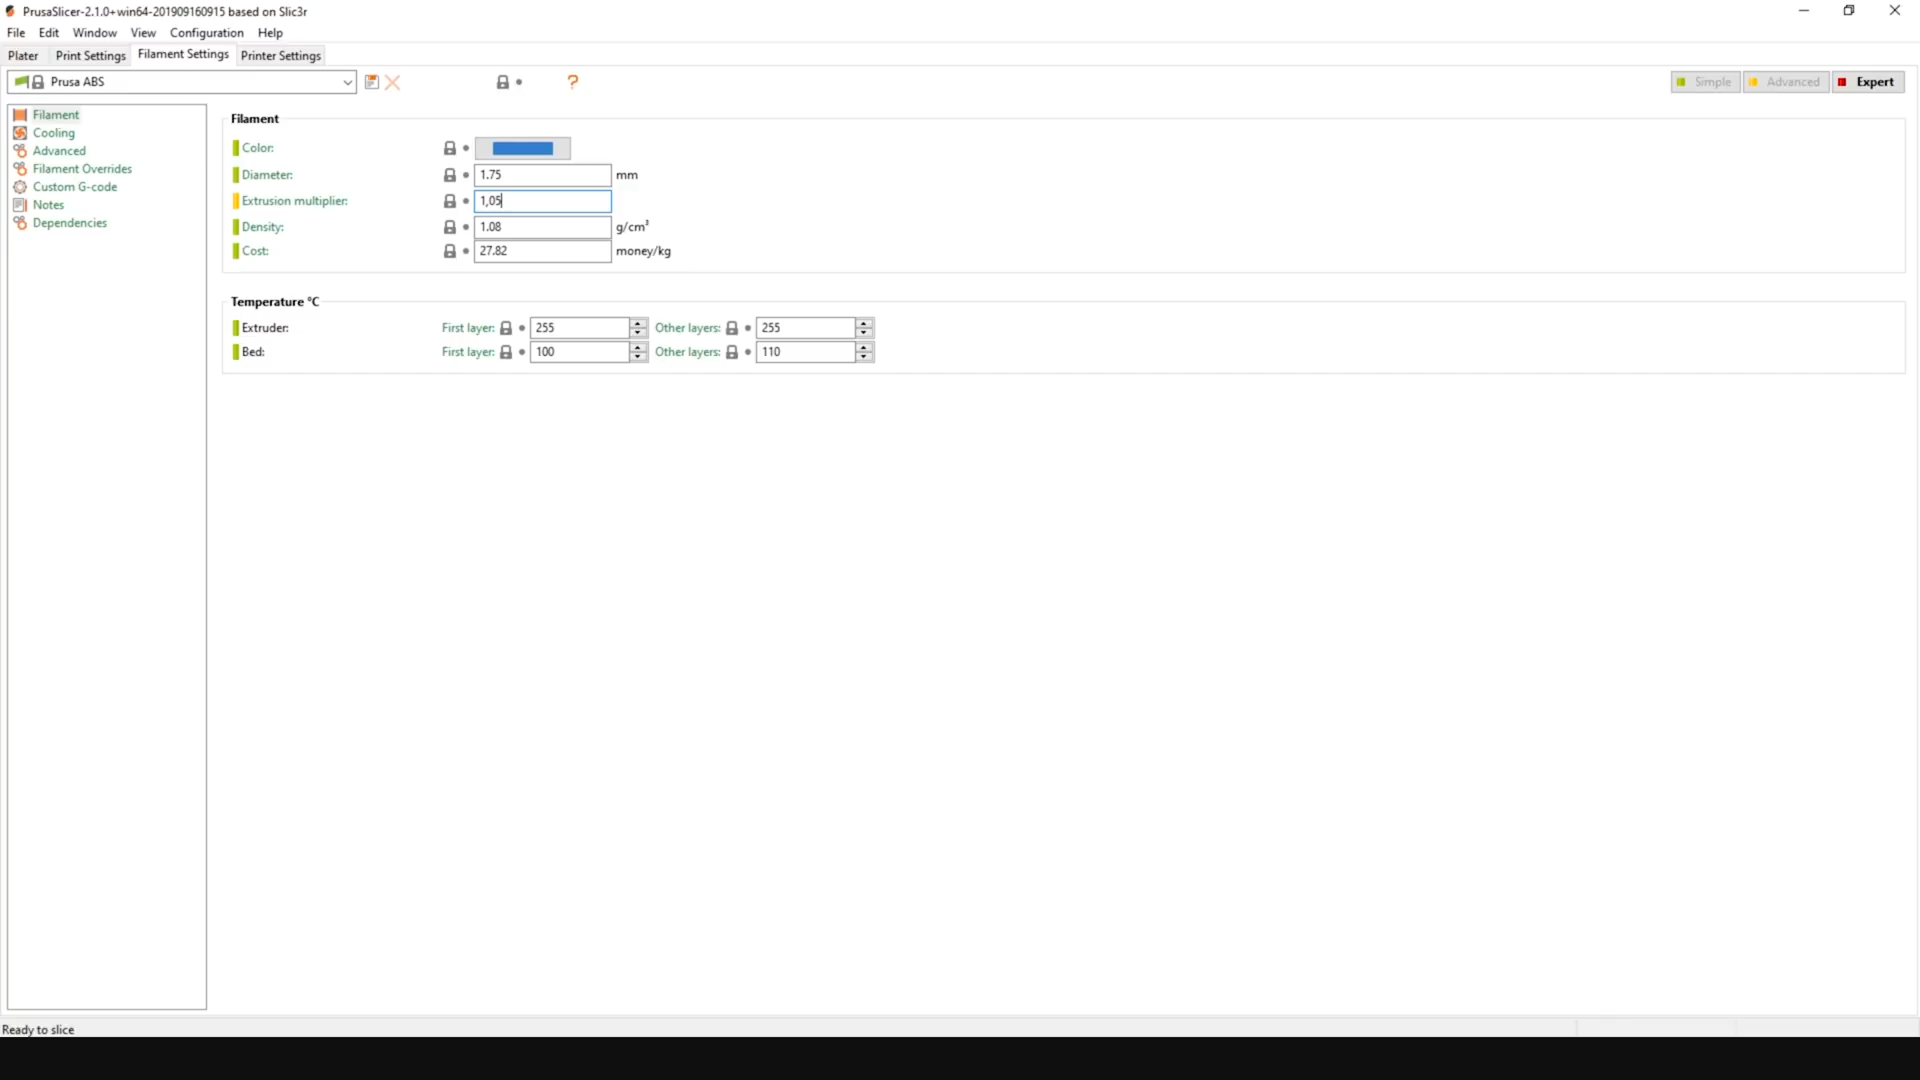 PrusaSlicer-2.1.0+win64-201909160915 based on Slic3r
File Edit Window View Configuration Help
Plater Print Settings Filament Settings Printer Settings
Prusa ABS ? Simple Advanced Expert
Filament
Cooling
Advanced
Filament Overrides
Custom G-code
Notes
Dependencies
Filament
Color:
Diameter: 1.75 mm
Extrusion multiplier: 1,05
Density: 1.08 g/cm³
Cost: 27.82 money/kg
Temperature °C
Extruder: First layer: 255 Other layers: 255
Bed: First layer: 100 Other layers: 110
Ready to slice